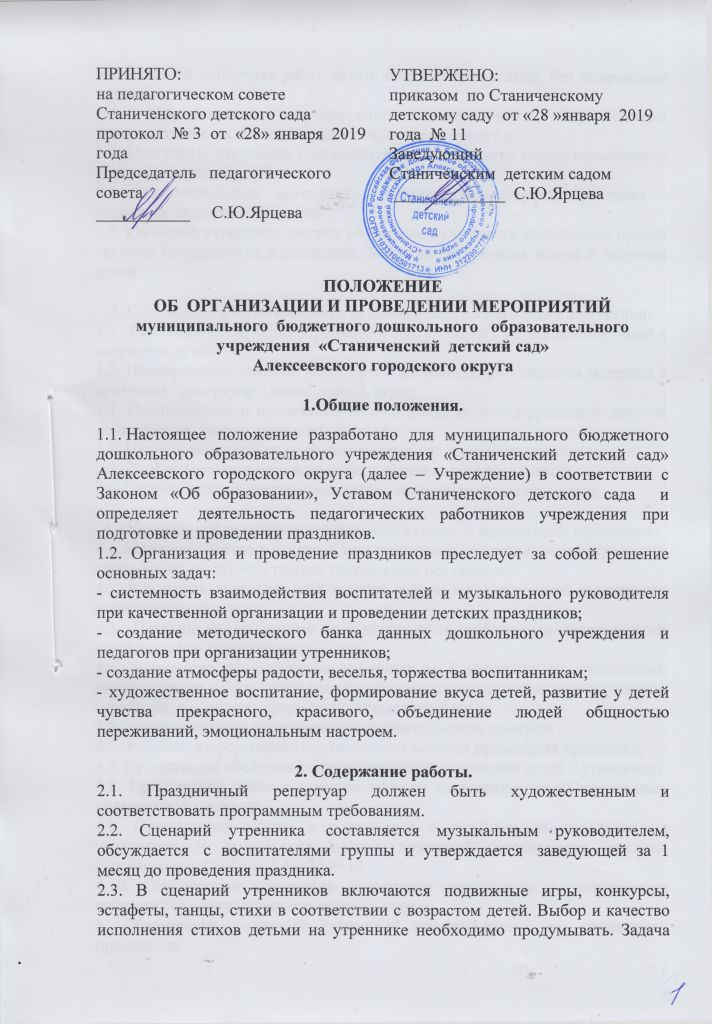 ПРИНЯТО:
на педагогическом совете
Станиченского детского сада
протокол № 3 от «28» января 2019
года
Председатель педагогического
совета
С.Ю.Ярцева
УТВЕРЖЕНО:
приказом по Станиченскому
детскому саду от «28 »января 2019
года № 11
Заведующий
Станиченским детским садом
С.Ю.Ярцева
Станиченский
детский
сад
ПОЛОЖЕНИЕ
ОБ ОРГАНИЗАЦИИ И ПРОВЕДЕНИИ МЕРОПРИЯТИЙ
муниципального бюджетного дошкольного образовательного
учреждения «Станиченский детский сад»
Алексеевского городского округа
1.Общие положения.
1.1. Настоящее положение разработано для муниципального бюджетного
дошкольного образовательного учреждения «Станиченский детский сад»
Алексеевского городского округа (далее – Учреждение) в соответствии с
Законом «Об образовании», Уставом Станиченского детского сада и
определяет деятельность педагогических работников учреждения при
подготовке и проведении праздников.
1.2. Организация и проведение праздников преследует за собой решение
основных задач:
- системность взаимодействия воспитателей и музыкального руководителя
при качественной организации и проведении детских праздников;
- создание методического банка данных дошкольного учреждения и
педагогов при организации утренников;
- создание атмосферы радости, веселья, торжества воспитанникам;
- художественное воспитание, формирование вкуса детей, развитие у детей
чувства прекрасного, красивого, объединение людей общностью
переживаний, эмоциональным настроем.
2. Содержание работы.
2.1. Праздничный репертуар должен быть художественным и
соответствовать программным требованиям.
2.2. Сценарий утренника составляется музыкальным руководителем,
обсуждается с воспитателями группы и утверждается заведующей за 1
месяц до проведения праздника.
2.3. В сценарий утренников включаются подвижные игры, конкурсы,
эстафеты, танцы, стихи в соответствии с возрастом детей. Выбор и качество
исполнения стихов детьми на утреннике необходимо продумывать. Задача
1